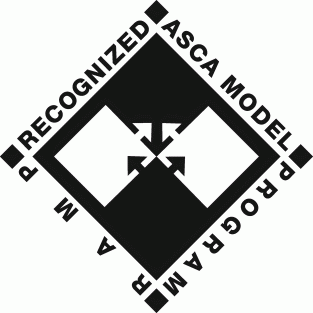 RECOGNIZED
ASCA MODEL
PROGRAM
RAMP